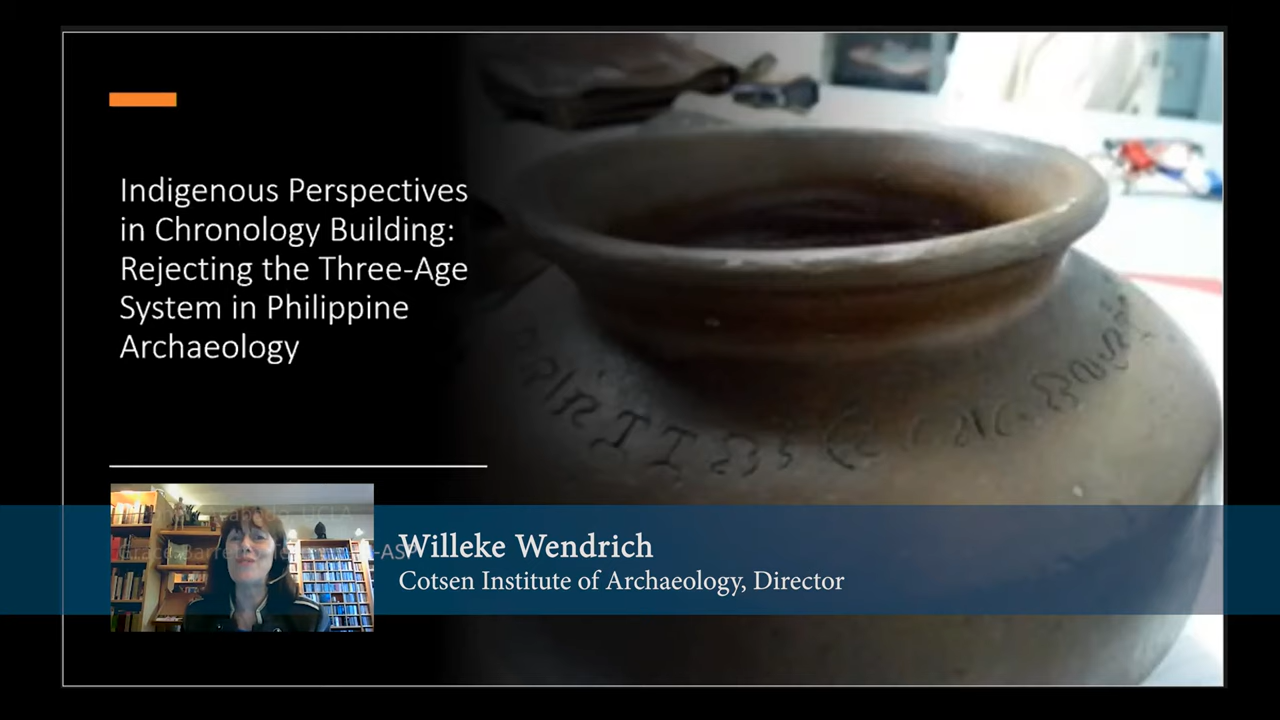 Indigenous Perspectives
in Chronology Building:
Rejecting the Three-Age
System in Philippine
Archaeology
Willeke Wendrich
Cotsen Institute of Archaeology, Director